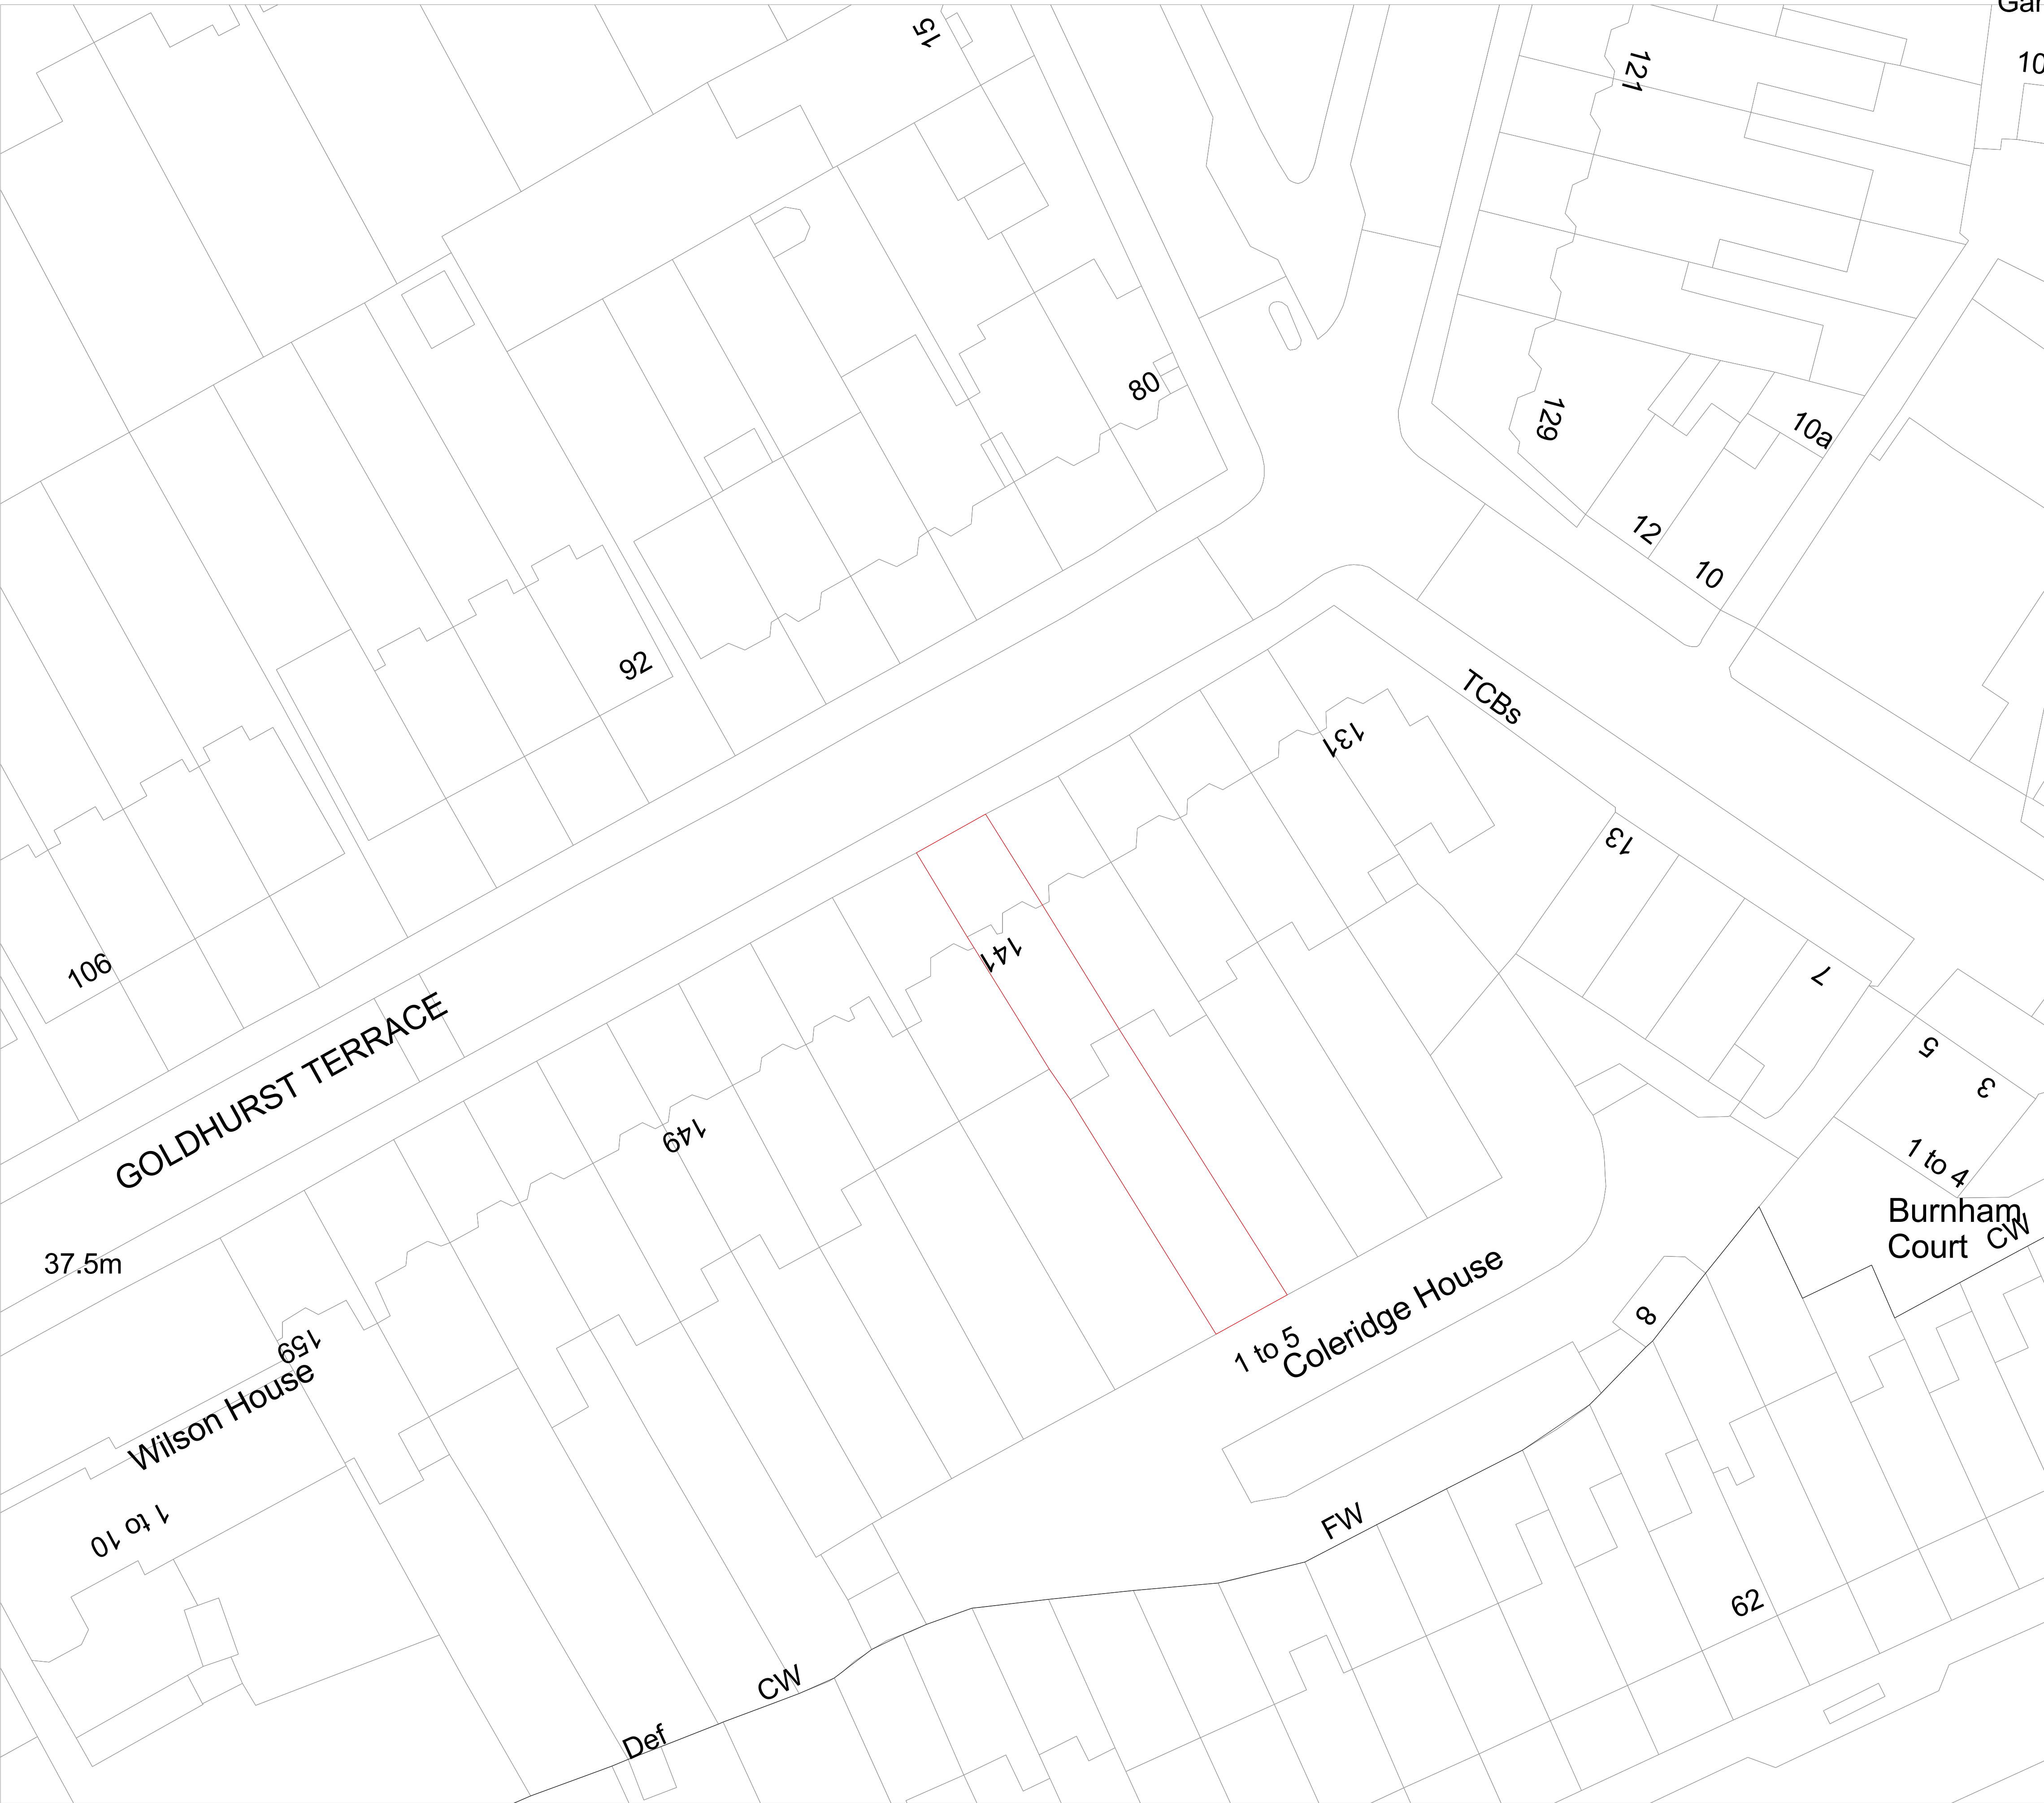 Gar
10
15
121
80
129
10a
12
10
92
TCBs
131
13
141
7
106
GOLDHURST TERRACE
5
3
149
1 to 4
Burnham
Court
CW
37.5m
159
Wilson House
1 to 5
Coleridge House
8
1 to 10
FW
62
CW
Def